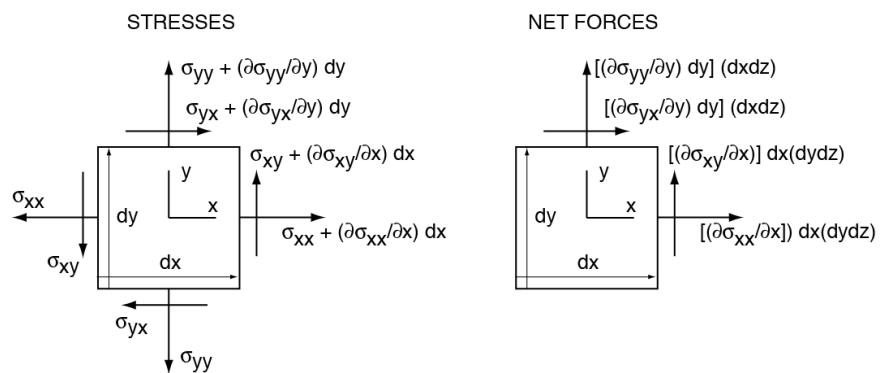 STRESSES
σyy + (∂σyy/∂y) dy
σyx + (∂σyx/∂y) dy
σxy + (∂σxy/∂x) dx
y
x
σxx
dy
σxx + (∂σxx/∂x) dx
σxy
dx
σyx
σyy
NET FORCES
[(∂σyy/∂y) dy] (dxdz)
[(∂σyx/∂y) dy] (dxdz)
[(∂σxy/∂x)] dx(dydz)
y
x
dy
[(∂σxx/∂x]) dx(dydz)
dx